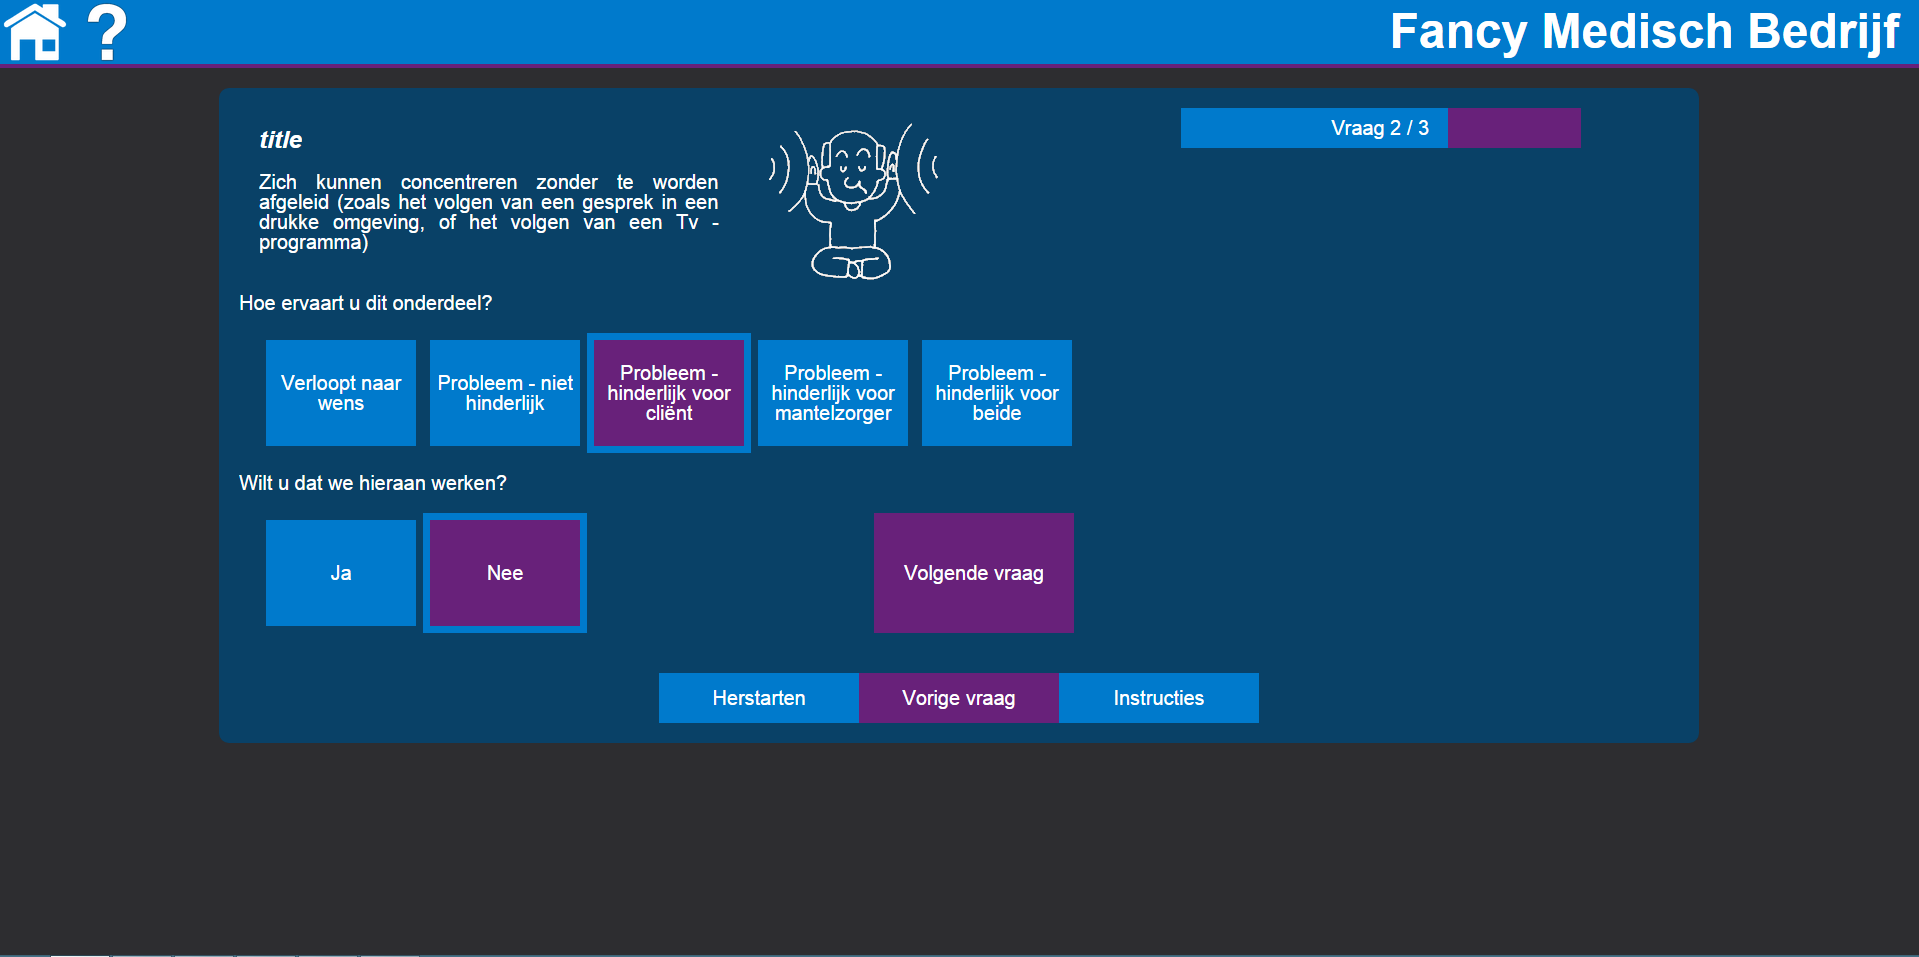 ?
Fancy Medisch Bedrijf
title
Vraag 2 / 3
Zich kunnen concentreren zonder te worden
afgeleid (zoals het volgen van een gesprek in een
drukke omgeving, of het volgen van een Tv -
programma)
Hoe ervaart u dit onderdeel?
Verloopt naar
wens
Probleem - niet
hinderlijk
Probleem -
hinderlijk voor
cliënt
Probleem -
hinderlijk voor
mantelzorger
Probleem -
hinderlijk voor
beide
Wilt u dat we hieraan werken?
Ja
Nee
Volgende vraag
Herstarten
Vorige vraag
Instructies